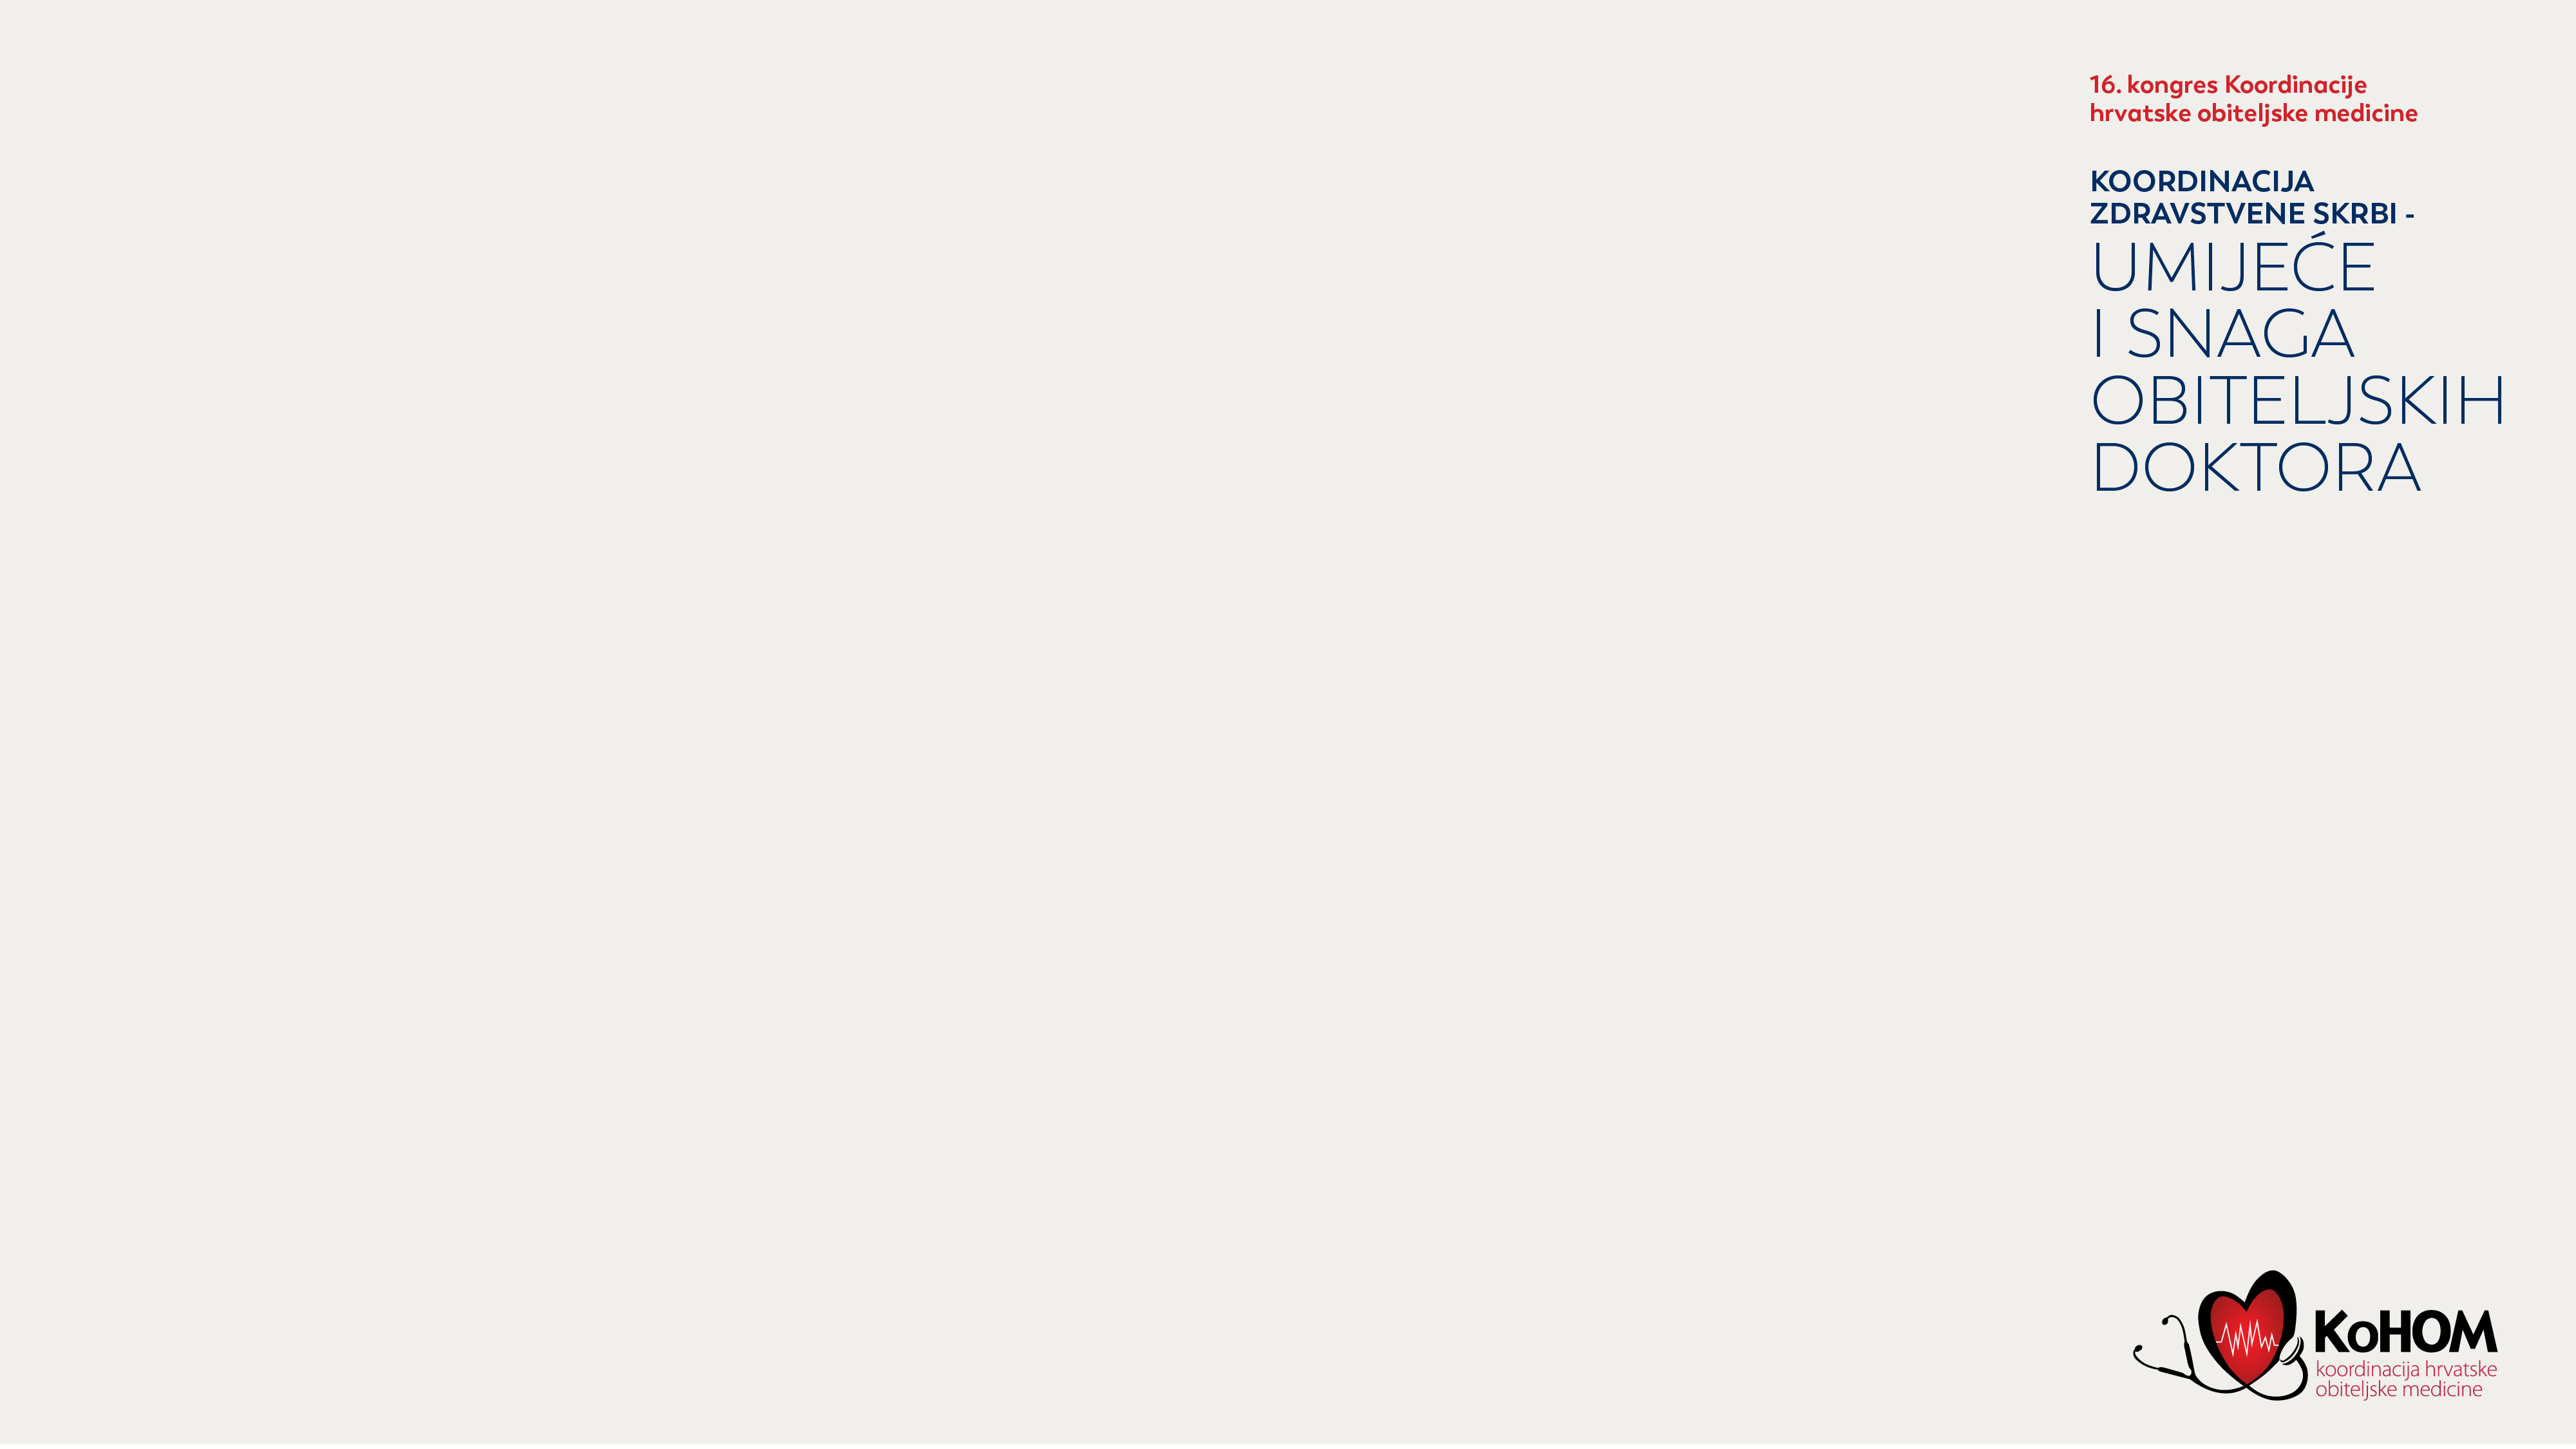 16. kongres Koordinacije
hrvatske obiteljske medicine
KOORDINACIJA
ZDRAVSTVENE SKRBI -
UMIJEĆE
I SNAGA
OBITELJSKIH
DOKTORA
KoHOM
koordinacija hrvatske
obiteljske medicine